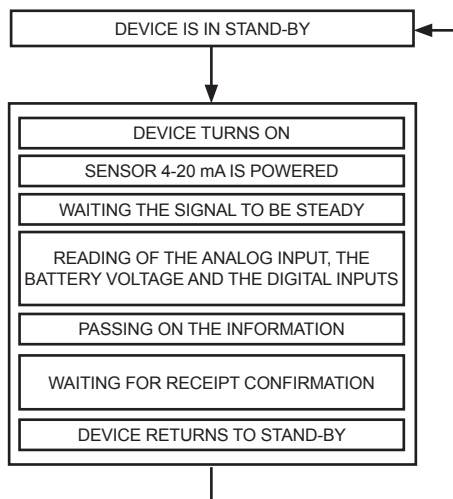 DEVICE IS IN STAND-BY
DEVICE TURNS ON
SENSOR 4-20 mA IS POWERED
WAITING THE SIGNAL TO BE STEADY
READING OF THE ANALOG INPUT, THE
BATTERY VOLTAGE AND THE DIGITAL INPUTS
PASSING ON THE INFORMATION
WAITING FOR RECEIPT CONFIRMATION
DEVICE RETURNS TO STAND-BY